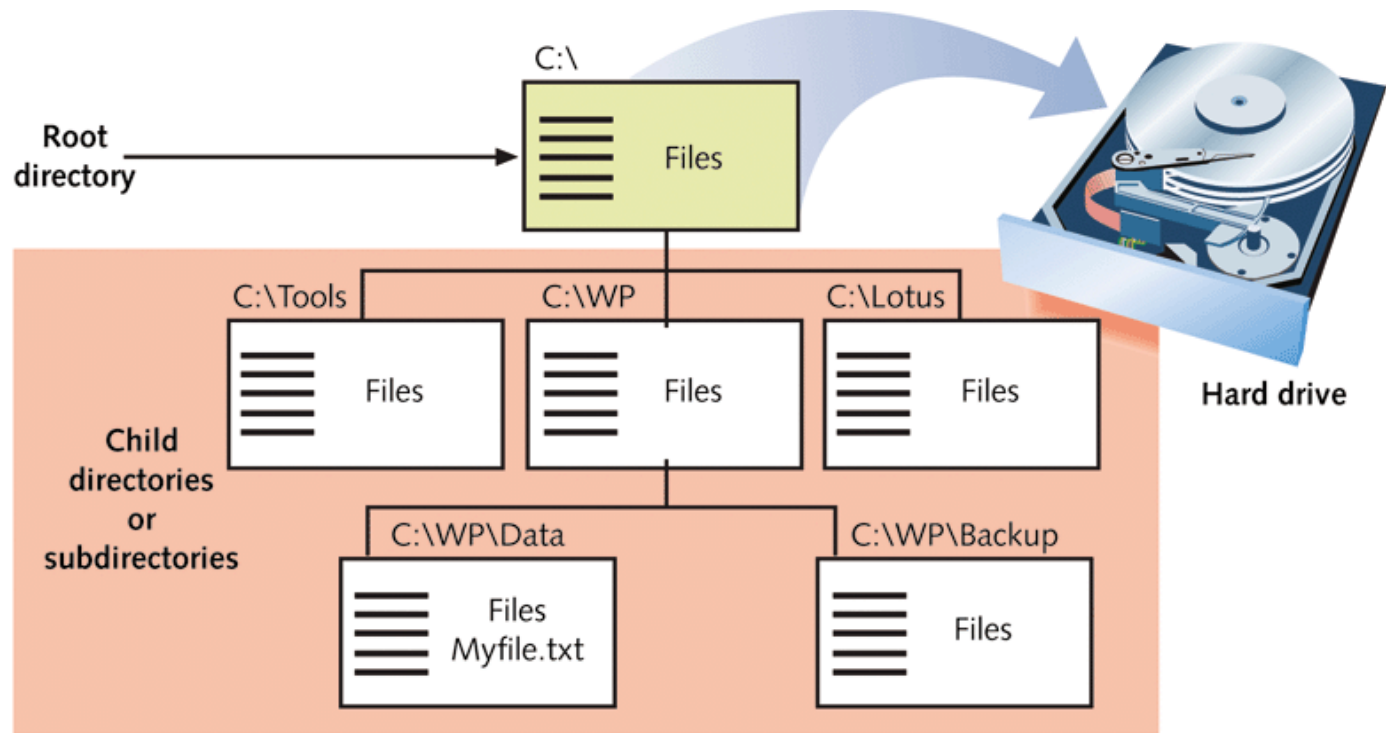 C:\
Root
directory
Files
C:\Tools
C:\WP
C:\Lotus
Files
Files
Files
Hard drive
Child
directories
or
subdirectories
C:\WP\Data
C:\WP\Backup
Files
Myfile.txt
Files